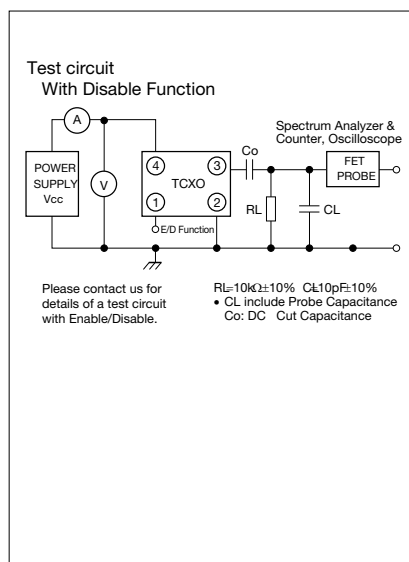 Test circuit
With Disable Function
A
Spectrum Analyzer &
Counter, Oscilloscope
Co
4
3
POWER
SUPPLY
Vcc
V
TCXO
FET
PROBE
1
2
RL
CL
E/D Function
Please contact us for
details of a test circuit
with Enable/Disable.
RL=10kΩ±10% CL=10pF±10%
• CL include Probe Capacitance
Co: DC Cut Capacitance